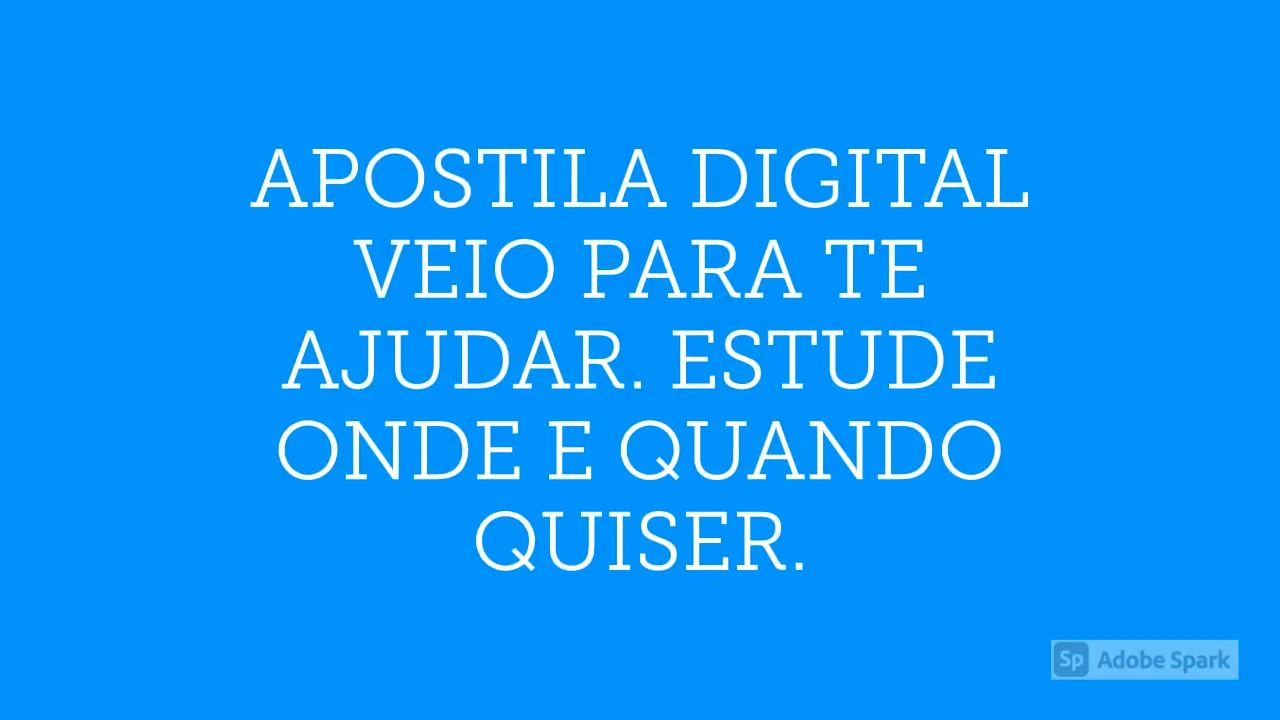 APOSTILA DIGITAL
VEIO PARA TE
AJUDAR. ESTUDE
ONDE E QUANDO
QUISER.
Sp Adobe Spark